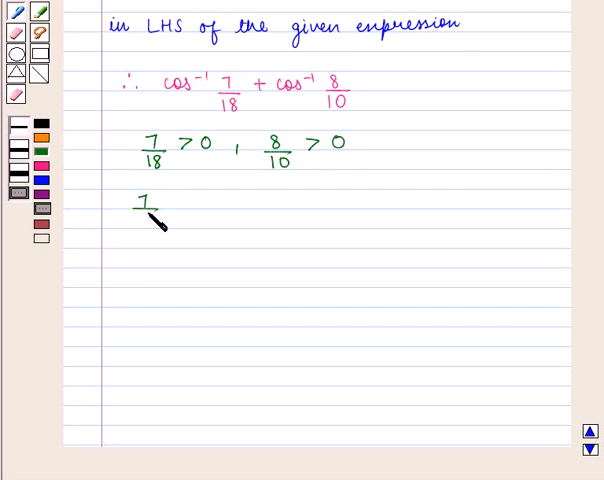 in LHS of the given expression
∴ cos⁻¹ 7/18 + cos⁻¹ 8/10
7/18 > 0 , 8/10 > 0
7/